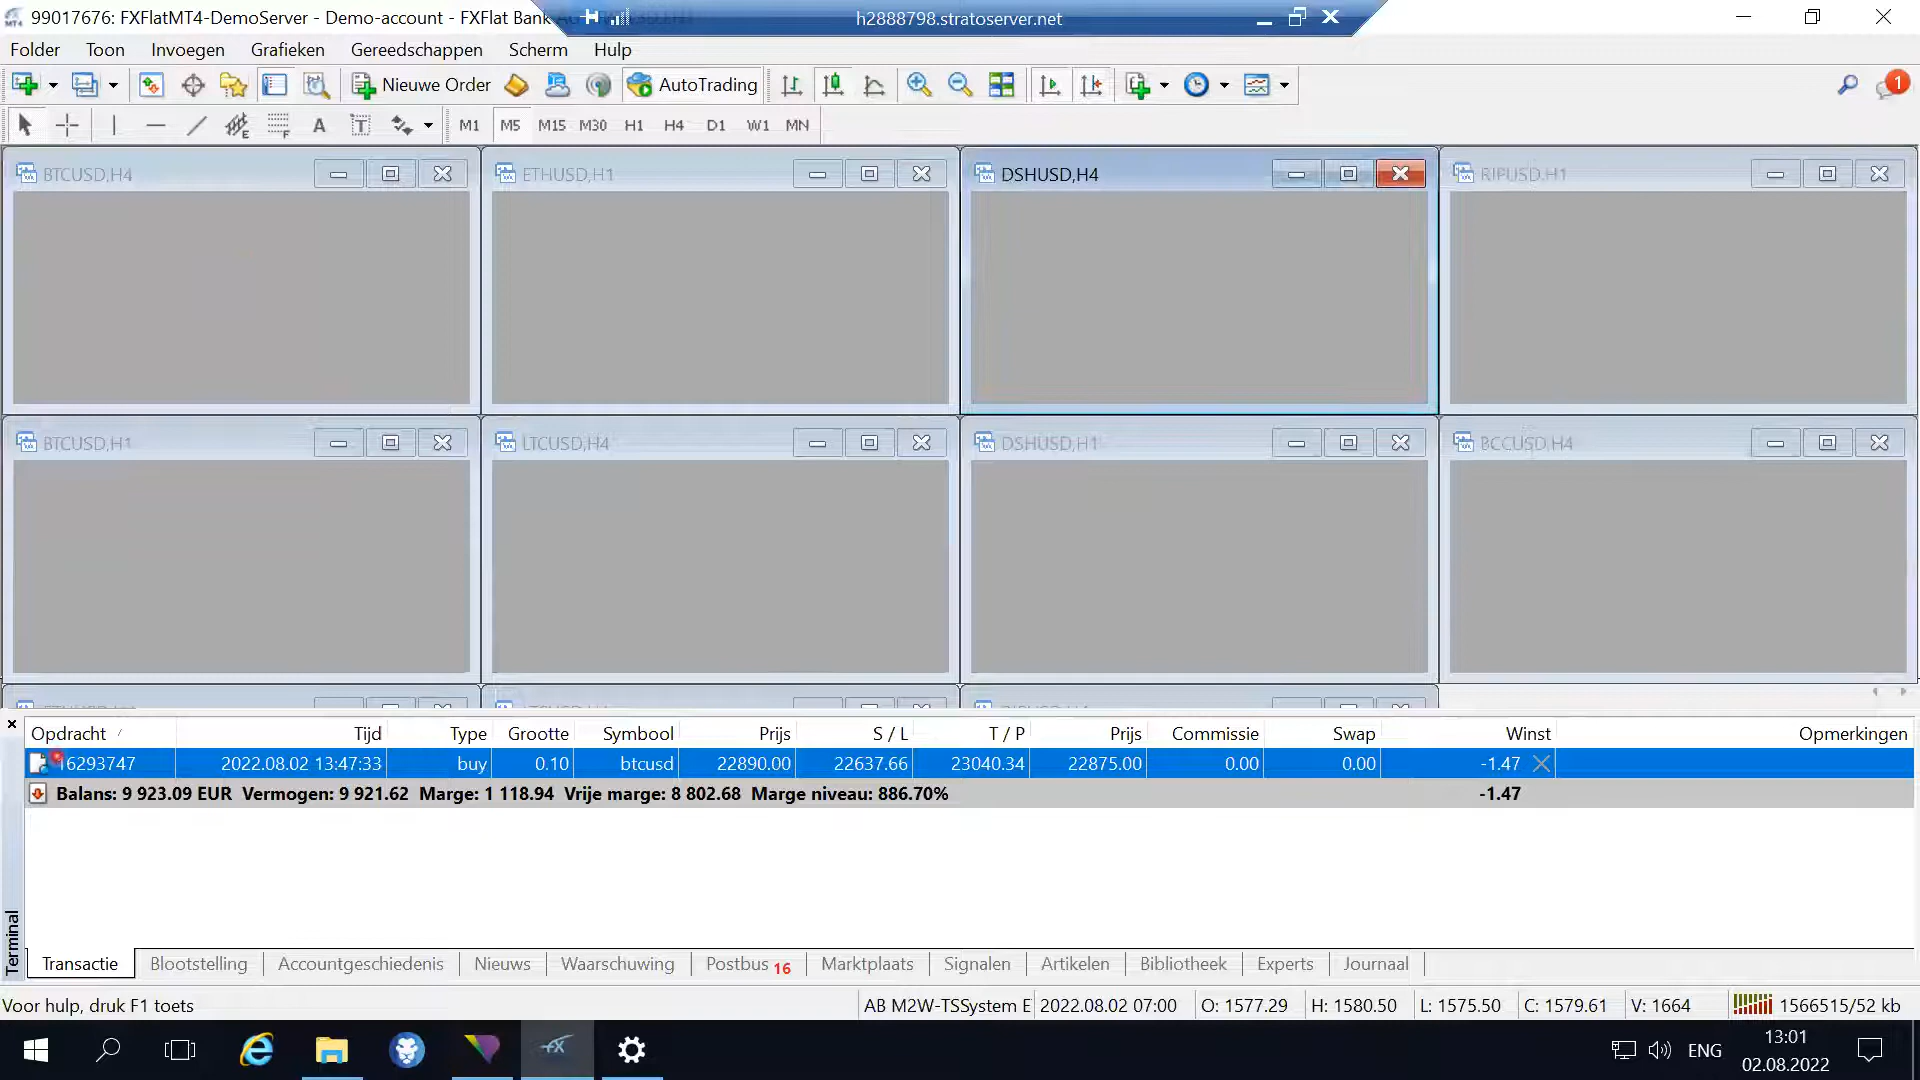 99017676: FXFlatMT4-DemoServer - Demo-account - FXFlat Bank
h2888798.stratoserver.net
Folder Toon Invoegen Grafieken Gereedschappen Scherm Hulp
Nieuwe Order AutoTrading 1
A T M1 M5 M15 M30 H1 H4 D1 W1 MN
BTCUSD,H4 ETHUSD,H1 DSHUSD,H4 RIPUSD,H1
BTCUSD,H1 LTCUSD,H4 DSHUSD,H1 BCCUSD,H4
Opdracht Tijd Type Grootte Symbool Prijs S / L T / P Prijs Commissie Swap Winst Opmerkingen
16293747 2022.08.02 13:47:33 buy 0.10 btcusd 22890.00 22637.66 23040.34 22875.00 0.00 0.00 -1.47
Balans: 9 923.09 EUR Vermogen: 9 921.62 Marge: 1 118.94 Vrije marge: 8 802.68 Marge niveau: 886.70% -1.47
Terminal
Transactie Blootstelling Accountgeschiedenis Nieuws Waarschuwing Postbus 16 Marktplaats Signalen Artikelen Bibliotheek Experts Journaal
Voor hulp, druk F1 toets AB M2W-TSSystem E 2022.08.02 07:00 O: 1577.29 H: 1580.50 L: 1575.50 C: 1579.61 V: 1664 1566515/52 kb
ENG 13:01
02.08.2022